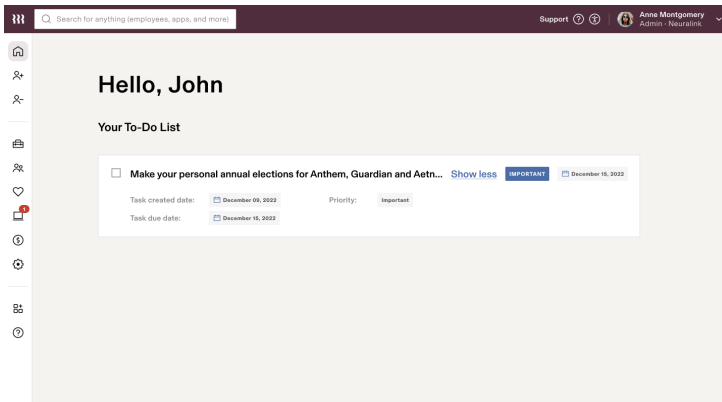 Search for anything (employees, apps, and more)
Support
Anne Montgomery
Admin · Neuralink
Hello, John
Your To-Do List
Make your personal annual elections for Anthem, Guardian and Aetn... Show less IMPORTANT December 15, 2022
Task created date: December 09, 2022 Priority: Important
Task due date: December 15, 2022
1